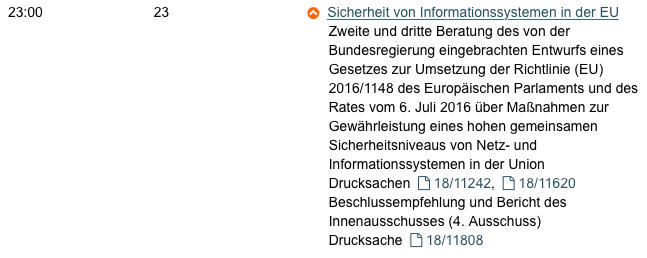 23:00 23 Sicherheit von Informationssystemen in der EU
Zweite und dritte Beratung des von der
Bundesregierung eingebrachten Entwurfs eines
Gesetzes zur Umsetzung der Richtlinie (EU)
2016/1148 des Europäischen Parlaments und des
Rates vom 6. Juli 2016 über Maßnahmen zur
Gewährleistung eines hohen gemeinsamen
Sicherheitsniveaus von Netz- und
Informationssystemen in der Union
Drucksachen 18/11242, 18/11620
Beschlussempfehlung und Bericht des
Innenausschusses (4. Ausschuss)
Drucksache 18/11808